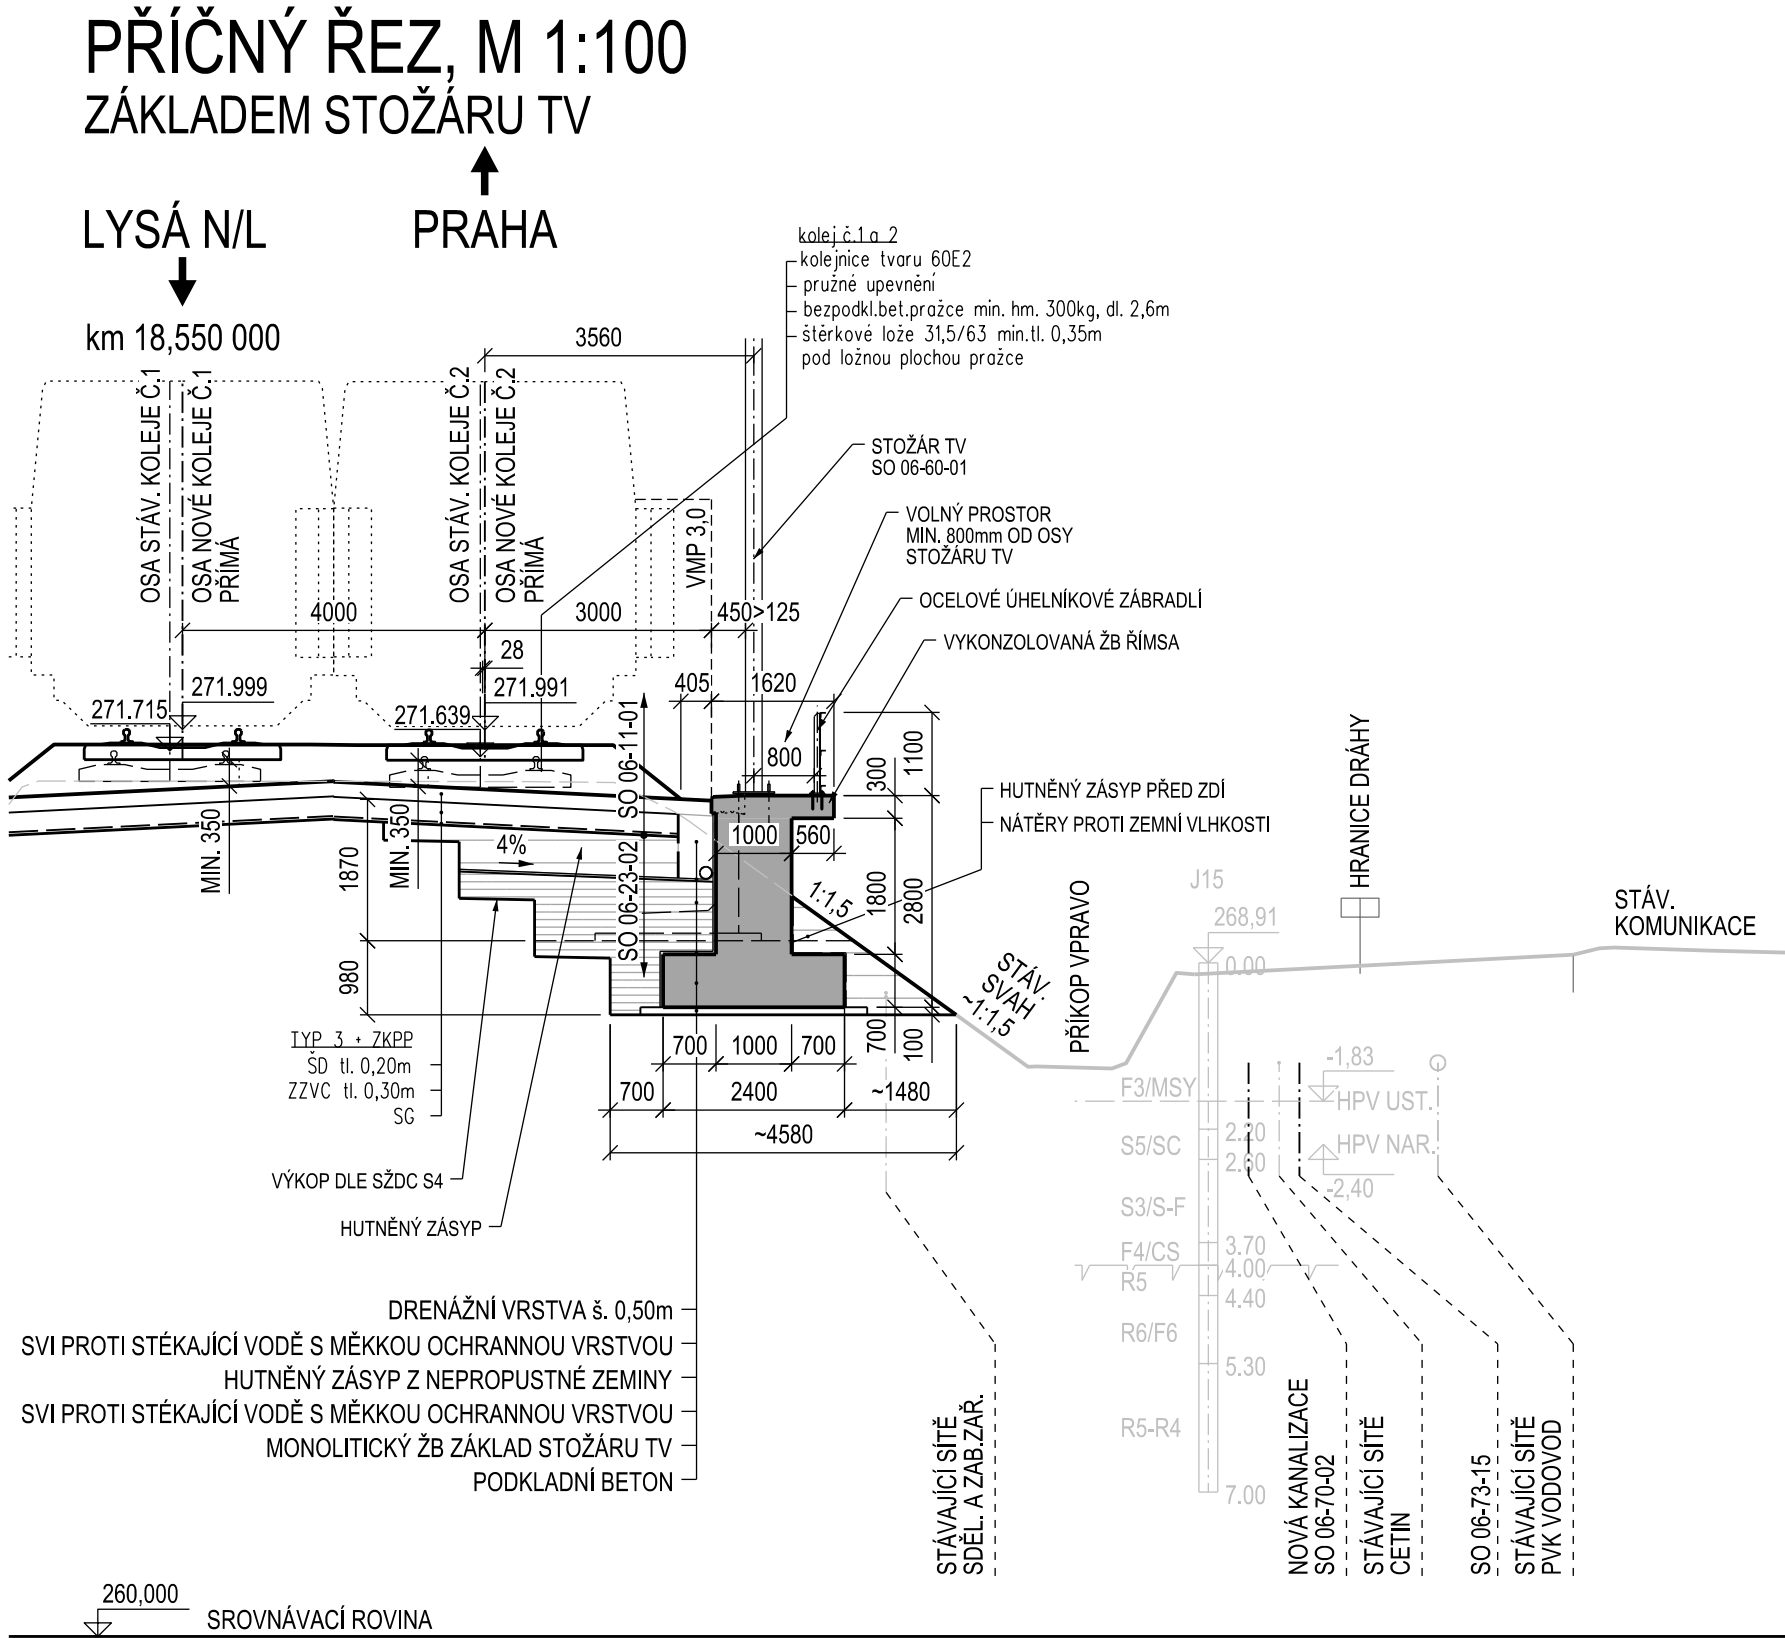 PŘÍČNÝ ŘEZ, M 1:100
ZÁKLADEM STOŽÁRU TV
LYSÁ N/L
PRAHA
km 18,550 000
kolej č.1 a 2
kolejnice tvaru 60E2
pružné upevnění
bezpodkl.bet.pražce min. hm. 300kg, dl. 2,6m
štěrkové lože 31,5/63 min.tl. 0,35m
pod ložnou plochou pražce
3560
OSA STÁV. KOLEJE Č.1
OSA NOVÉ KOLEJE Č.1
PŘÍMÁ
OSA STÁV. KOLEJE Č.2
OSA NOVÉ KOLEJE Č.2
PŘÍMÁ
VMP 3,0
STOŽÁR TV
SO 06-60-01
VOLNÝ PROSTOR
MIN. 800mm OD OSY
STOŽÁRU TV
OCELOVÉ ÚHELNÍKOVÉ ZÁBRADLÍ
VYKONZOLOVANÁ ŽB ŘÍMSA
4000
3000
450>125
28
271.999
271.991
405
1620
271.715
271.639
SO 06-11-01
SO 06-23-02
800
300
1100
HUTNĚNÝ ZÁSYP PŘED ZDÍ
NÁTĚRY PROTI ZEMNÍ VLHKOSTI
HRANICE DRÁHY
MIN. 350
MIN. 350
1870
980
4%
1000
560
1:1,5
1800
2800
J15
268,91
0.00
STÁV.
KOMUNIKACE
STÁV.
SVAH
~1:1,5
PŘÍKOP VPRAVO
TYP 3 + ZKPP
ŠD tl. 0,20m
ZZVC tl. 0,30m
SG
700
1000
700
700
100
700
2400
~1480
~4580
-1,83
F3/MSY
HPV UST.
2.20
S5/SC
HPV NAR.
2.60
-2,40
S3/S-F
F4/CS
3.70
4.00
R5
4.40
R6/F6
5.30
R5-R4
7.00
VÝKOP DLE SŽDC S4
HUTNĚNÝ ZÁSYP
DRENÁŽNÍ VRSTVA š. 0,50m
SVI PROTI STÉKAJÍCÍ VODĚ S MĚKKOU OCHRANNOU VRSTVOU
HUTNĚNÝ ZÁSYP Z NEPROPUSTNÉ ZEMINY
SVI PROTI STÉKAJÍCÍ VODĚ S MĚKKOU OCHRANNOU VRSTVOU
MONOLITICKÝ ŽB ZÁKLAD STOŽÁRU TV
PODKLADNÍ BETON
STÁVAJÍCÍ SÍTĚ
SDĚL. A ZAB.ZAŘ.
NOVÁ KANALIZACE
SO 06-70-02
STÁVAJÍCÍ SÍTĚ
CETIN
SO 06-73-15
STÁVAJÍCÍ SÍTĚ
PVK VODOVOD
260,000
SROVNÁVACÍ ROVINA